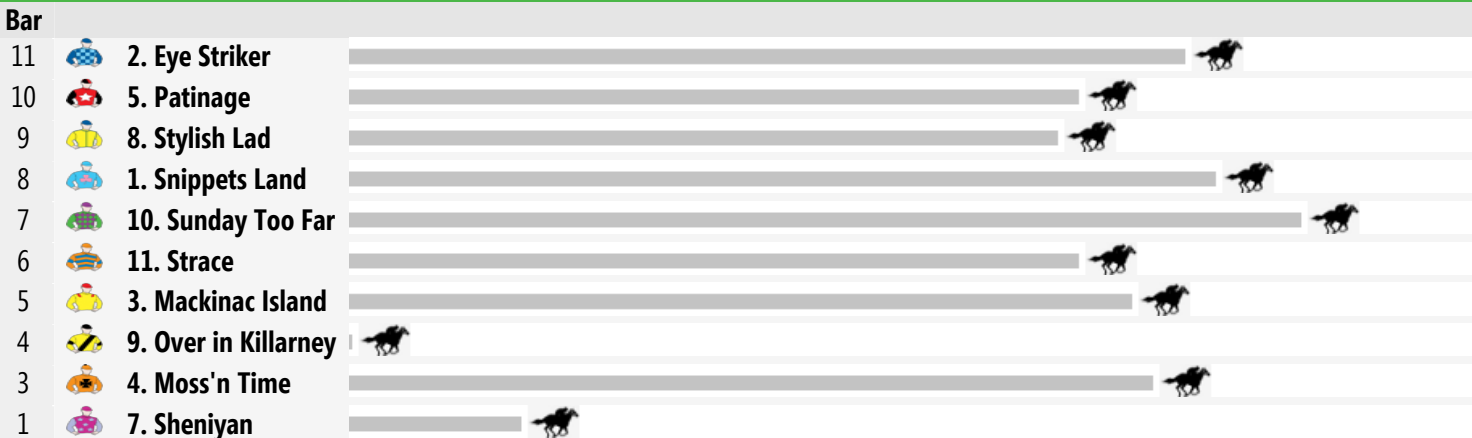 Bar
11 2. Eye Striker
10 5. Patinage
9 8. Stylish Lad
8 1. Snippets Land
7 10. Sunday Too Far
6 11. Strace
5 3. Mackinac Island
4 9. Over in Killarney
3 4. Moss'n Time
1 7. Sheniyan